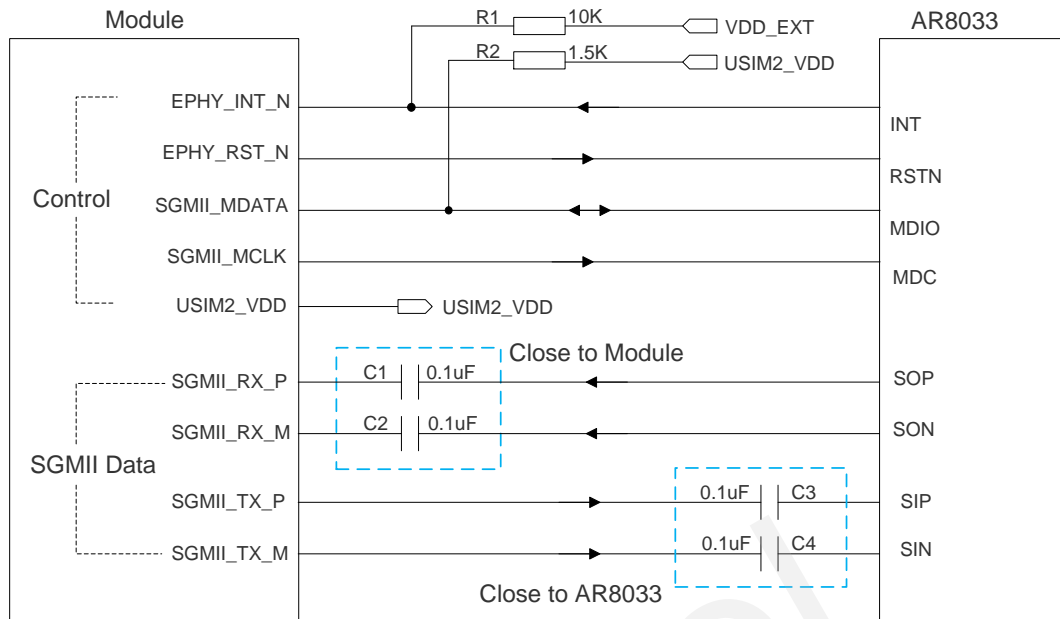 Module
R1 10K VDD_EXT
AR8033
R2 1.5K USIM2_VDD
EPHY_INT_N
INT
EPHY_RST_N
RSTN
Control
SGMII_MDATA
MDIO
SGMII_MCLK
MDC
USIM2_VDD USIM2_VDD
Close to Module
SGMII_RX_P C1 0.1uF SOP
SGMII_RX_M C2 0.1uF SON
SGMII Data
SGMII_TX_P 0.1uF C3 SIP
SGMII_TX_M 0.1uF C4 SIN
Close to AR8033